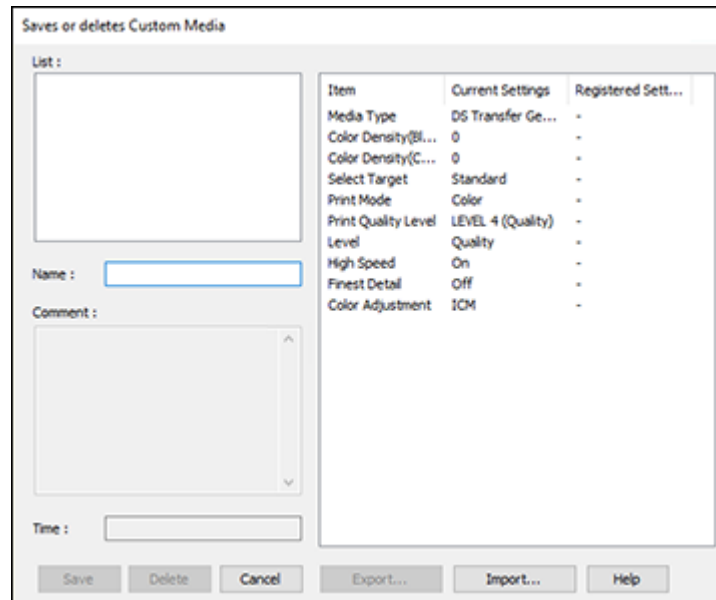 Saves or deletes Custom Media
List :
Item Current Settings Registered Sett...
Media Type DS Transfer Ge... -
Color Density(Bl... 0 -
Color Density(C... 0 -
Select Target Standard -
Print Mode Color -
Print Quality Level LEVEL 4 (Quality) -
Level Quality -
High Speed On -
Finest Detail Off -
Color Adjustment ICM -
Name :
Comment :
Time :
Save Delete Cancel Export... Import... Help